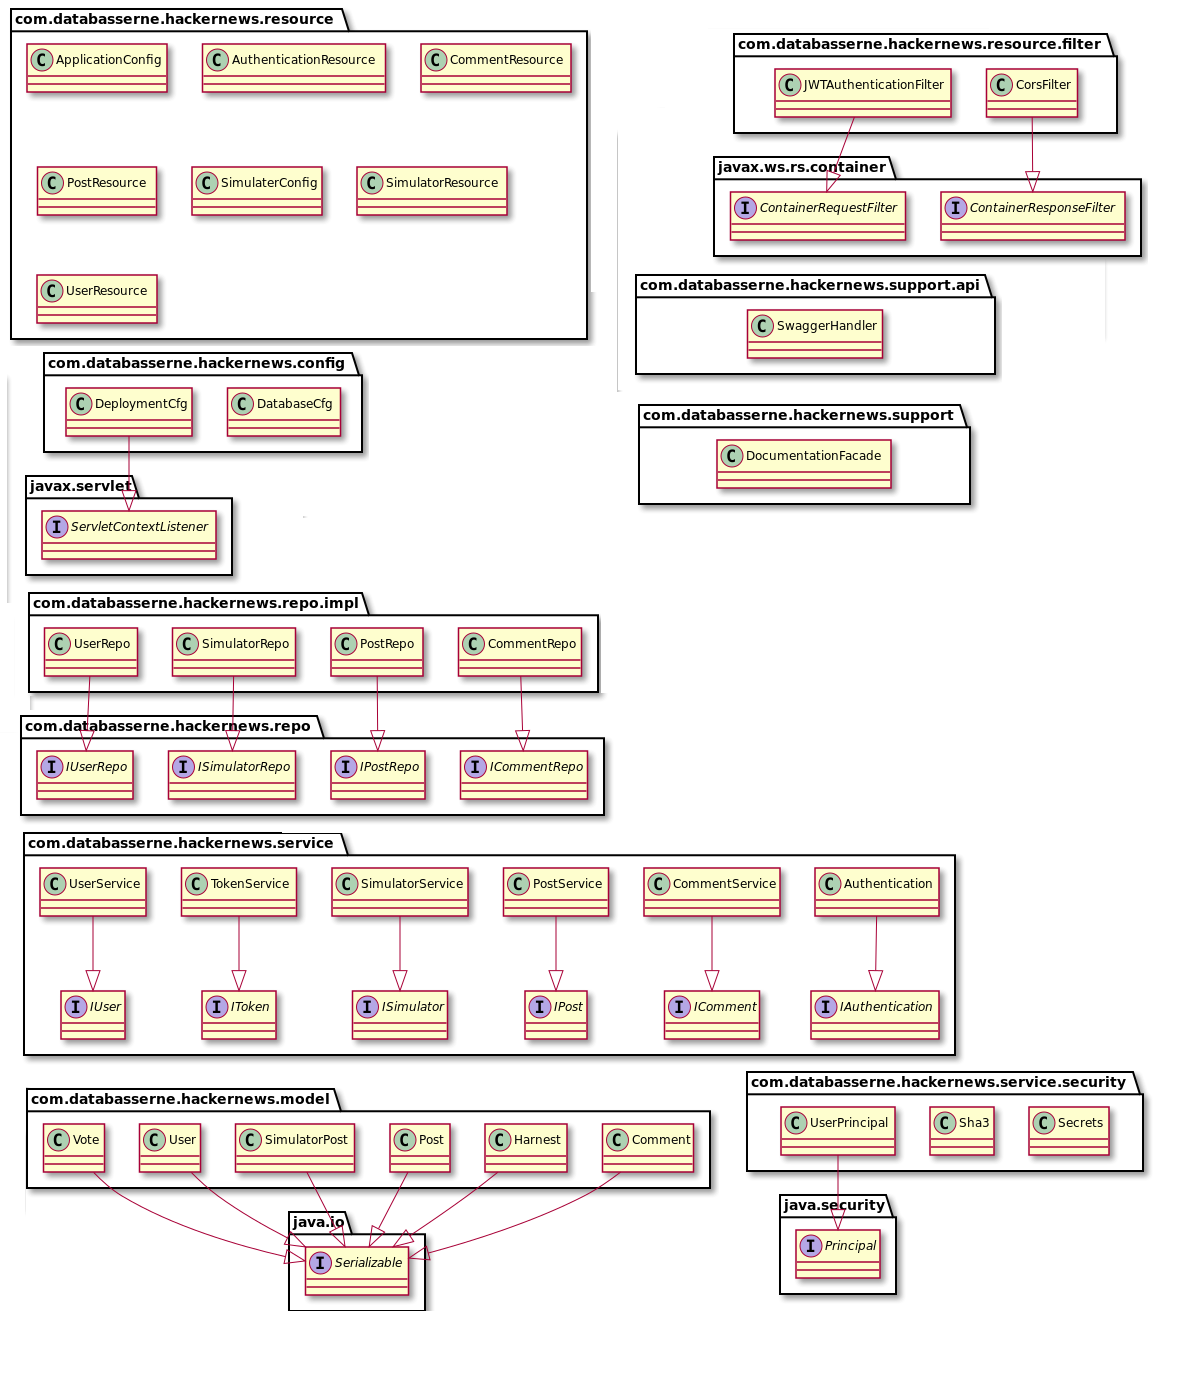 com.databasserne.hackernews.resource
C ApplicationConfig
C AuthenticationResource
C CommentResource
C PostResource
C SimulaterConfig
C SimulatorResource
C UserResource
com.databasserne.hackernews.resource.filter
C JWTAuthenticationFilter
C CorsFilter
javax.ws.rs.container
I ContainerRequestFilter
I ContainerResponseFilter
com.databasserne.hackernews.support.api
C SwaggerHandler
com.databasserne.hackernews.config
C DeploymentCfg
C DatabaseCfg
javax.servlet
I ServletContextListener
com.databasserne.hackernews.support
C DocumentationFacade
com.databasserne.hackernews.repo.impl
C UserRepo
C SimulatorRepo
C PostRepo
C CommentRepo
com.databasserne.hackernews.repo
I IUserRepo
I ISimulatorRepo
I IPostRepo
I ICommentRepo
com.databasserne.hackernews.service
C UserService
C TokenService
C SimulatorService
C PostService
C CommentService
C Authentication
I IUser
I IToken
I ISimulator
I IPost
I IComment
I IAuthentication
com.databasserne.hackernews.model
C Vote
C User
C SimulatorPost
C Post
C Harnest
C Comment
java.io
I Serializable
com.databasserne.hackernews.service.security
C UserPrincipal
C Sha3
C Secrets
java.security
I Principal